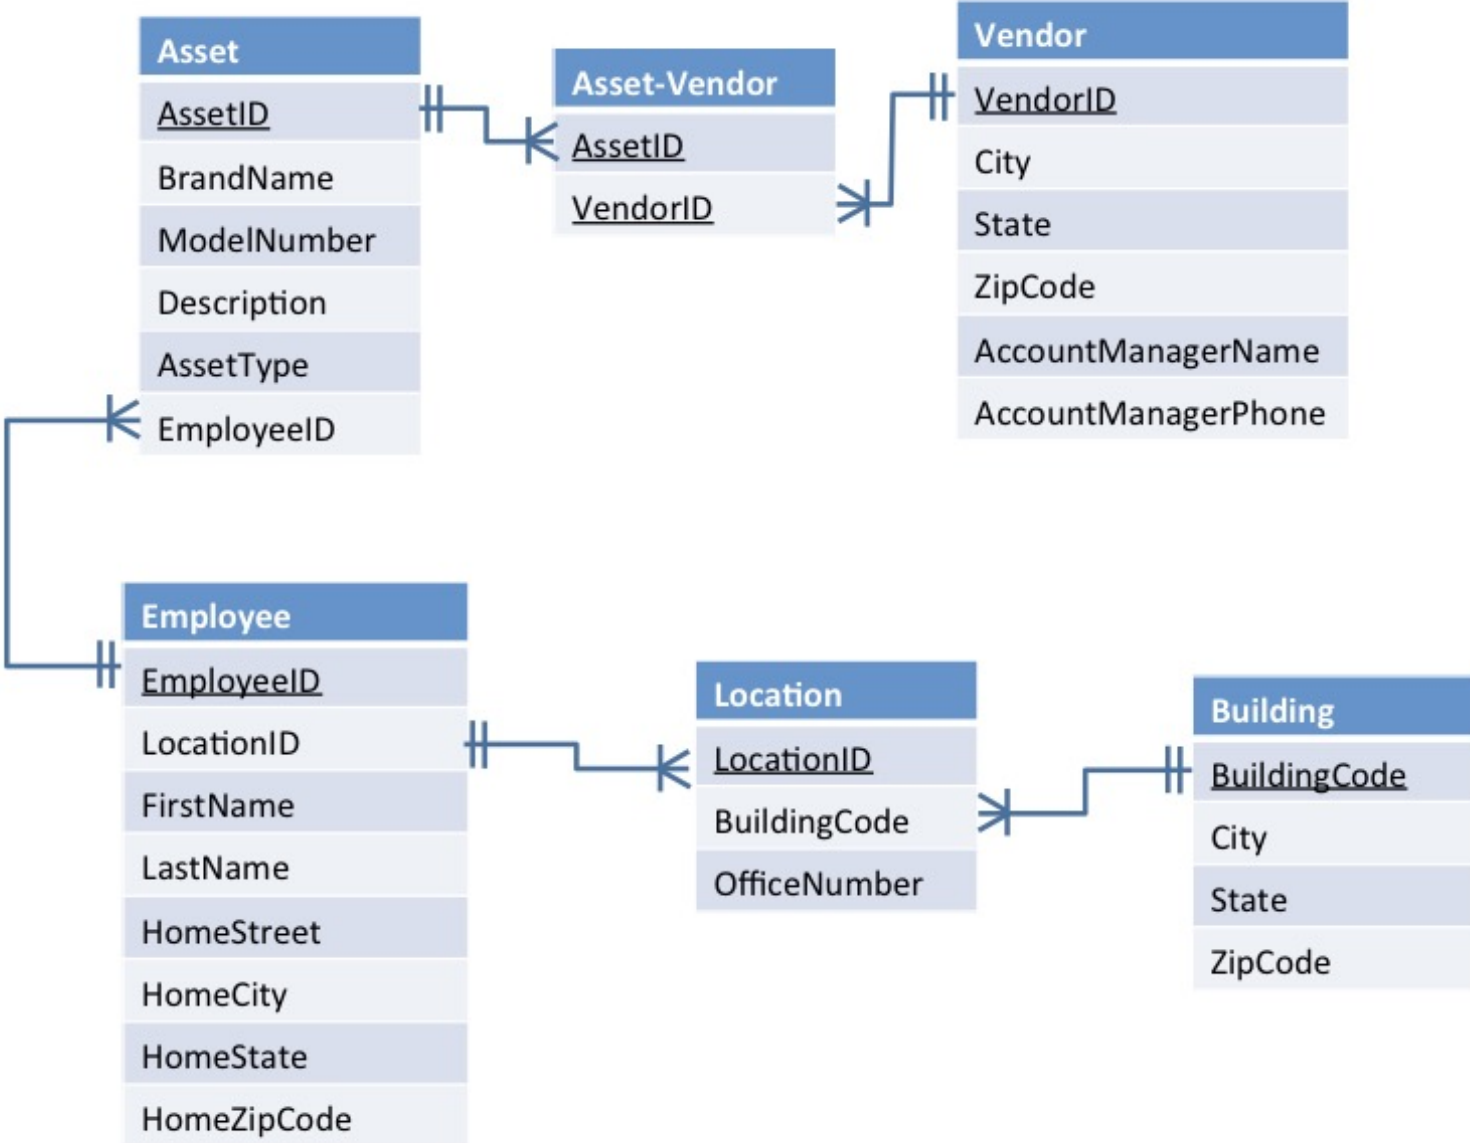 Asset
AssetID
BrandName
ModelNumber
Description
AssetType
EmployeeID
Asset-Vendor
AssetID
VendorID
Vendor
VendorID
City
State
ZipCode
AccountManagerName
AccountManagerPhone
Employee
EmployeeID
LocationID
FirstName
LastName
HomeStreet
HomeCity
HomeState
HomeZipCode
Location
LocationID
BuildingCode
OfficeNumber
Building
BuildingCode
City
State
ZipCode